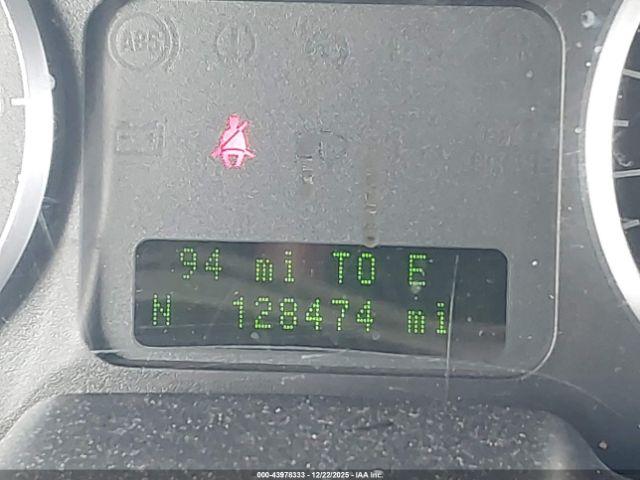 ABS
94 mi TO E
N 128474 mi
000-43978333 - 12/22/2025 - IAA Inc.